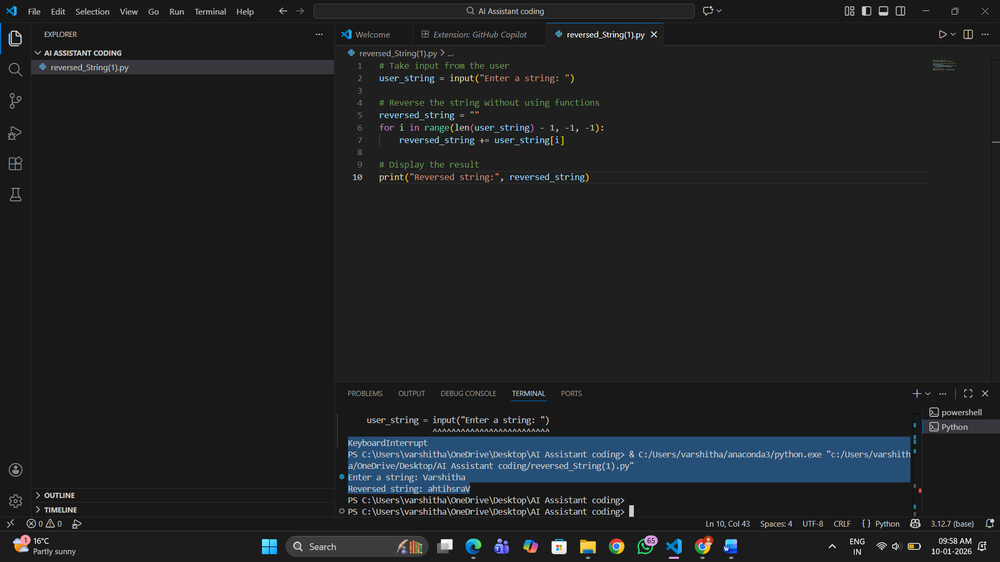 File Edit Selection View Go Run Terminal Help
AI Assistant coding
EXPLORER
AI ASSISTANT CODING
reversed_String(1).py
OUTLINE
TIMELINE
Welcome
Extension: GitHub Copilot
reversed_String(1).py
reversed_String(1).py > ...
1 # Take input from the user
2 user_string = input("Enter a string: ")
3
4 # Reverse the string without using functions
5 reversed_string = ""
6 for i in range(len(user_string) - 1, -1, -1):
7     reversed_string += user_string[i]
8
9 # Display the result
10 print("Reversed string:", reversed_string)
PROBLEMS OUTPUT DEBUG CONSOLE TERMINAL PORTS
user_string = input("Enter a string: ")
^^^^^^^^^^^^^^^^^^^^^^^^^
KeyboardInterrupt
PS C:\Users\varshitha\OneDrive\Desktop\AI Assistant coding> & C:/Users/varshitha/anaconda3/python.exe "c:/Users/varshith
a/OneDrive/Desktop/AI Assistant coding/reversed_String(1).py"
Enter a string: Varshitha
Reversed string: ahtihsraV
PS C:\Users\varshitha\OneDrive\Desktop\AI Assistant coding>
PS C:\Users\varshitha\OneDrive\Desktop\AI Assistant coding>
powershell
Python
0 0
Ln 10, Col 43 Spaces: 4 UTF-8 CRLF { } Python 3.12.7 (base)
1
16°C
Partly sunny
Search
65
ENG
IN
09:58 AM
10-01-2026